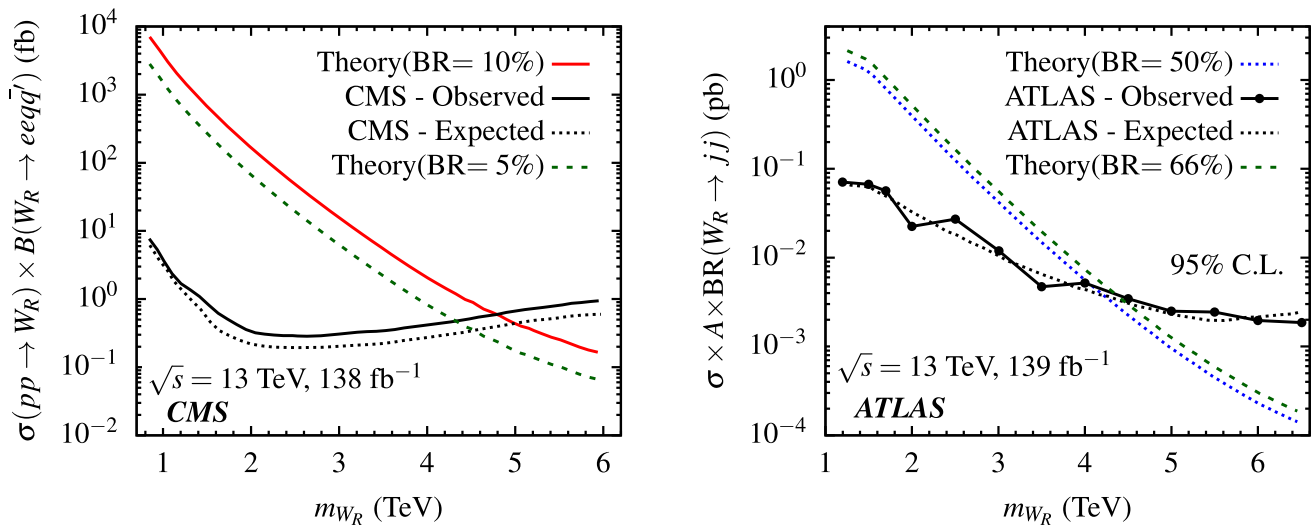 σ(pp → W_R) × B(W_R → eeqq̄′) (fb)
10^4
10^3
10^2
10^1
10^0
10^−1
10^−2
Theory(BR= 10%)
CMS - Observed
CMS - Expected
Theory(BR= 5%)
√s = 13 TeV, 138 fb^−1
CMS
1 2 3 4 5 6
m_{W_R} (TeV)
σ × A × BR(W_R → jj) (pb)
10^0
10^−1
10^−2
10^−3
10^−4
Theory(BR= 50%)
ATLAS - Observed
ATLAS - Expected
Theory(BR= 66%)
95% C.L.
√s = 13 TeV, 139 fb^−1
ATLAS
1 2 3 4 5 6
m_{W_R} (TeV)